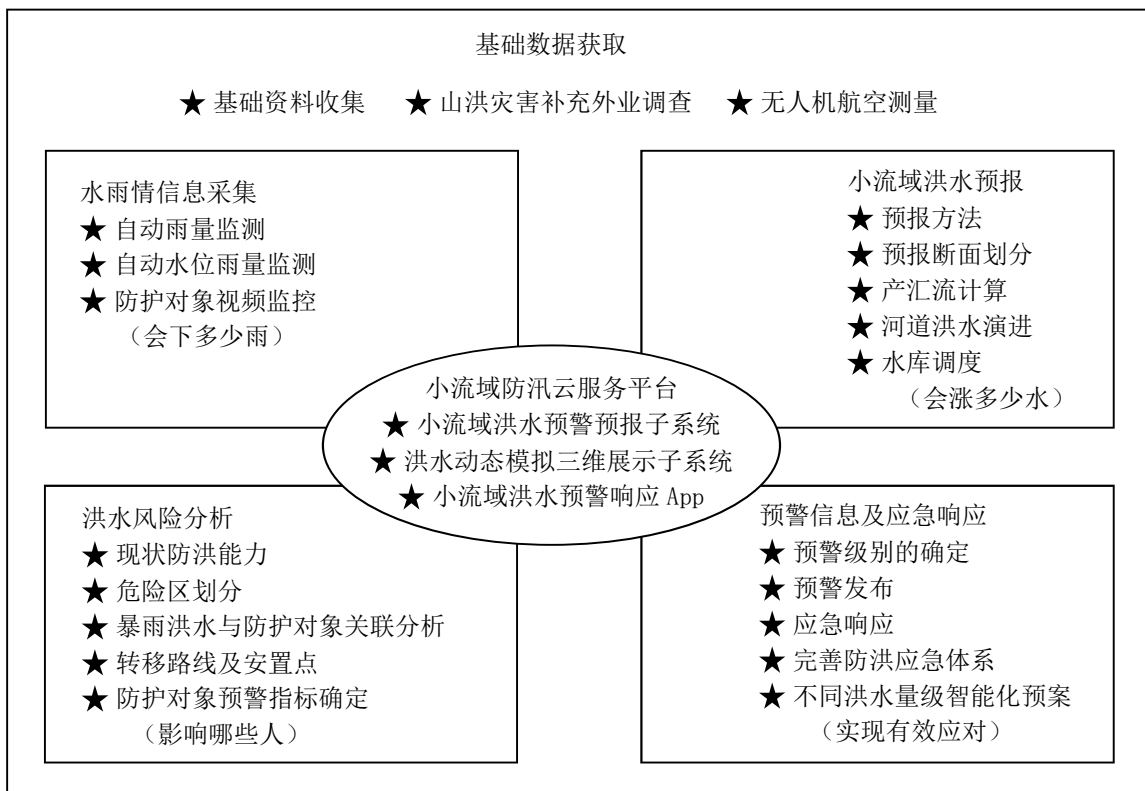 基础数据获取
★ 基础资料收集 ★ 山洪灾害补充外业调查 ★ 无人机航空测量
水雨情信息采集
★ 自动雨量监测
★ 自动水位雨量监测
★ 防护对象视频监控
（会下多少雨）
小流域洪水预报
★ 预报方法
★ 预报断面划分
★ 产汇流计算
★ 河道洪水演进
★ 水库调度
（会涨多少水）
小流域防汛云服务平台
★ 小流域洪水预警预报子系统
★ 洪水动态模拟三维展示子系统
★ 小流域洪水预警响应 App
洪水风险分析
★ 现状防洪能力
★ 危险区划分
★ 暴雨洪水与防护对象关联分析
★ 转移路线及安置点
★ 防护对象预警指标确定
（影响哪些人）
预警信息及应急响应
★ 预警级别的确定
★ 预警发布
★ 应急响应
★ 完善防洪应急体系
★ 不同洪水量级智能化预案
（实现有效应对）